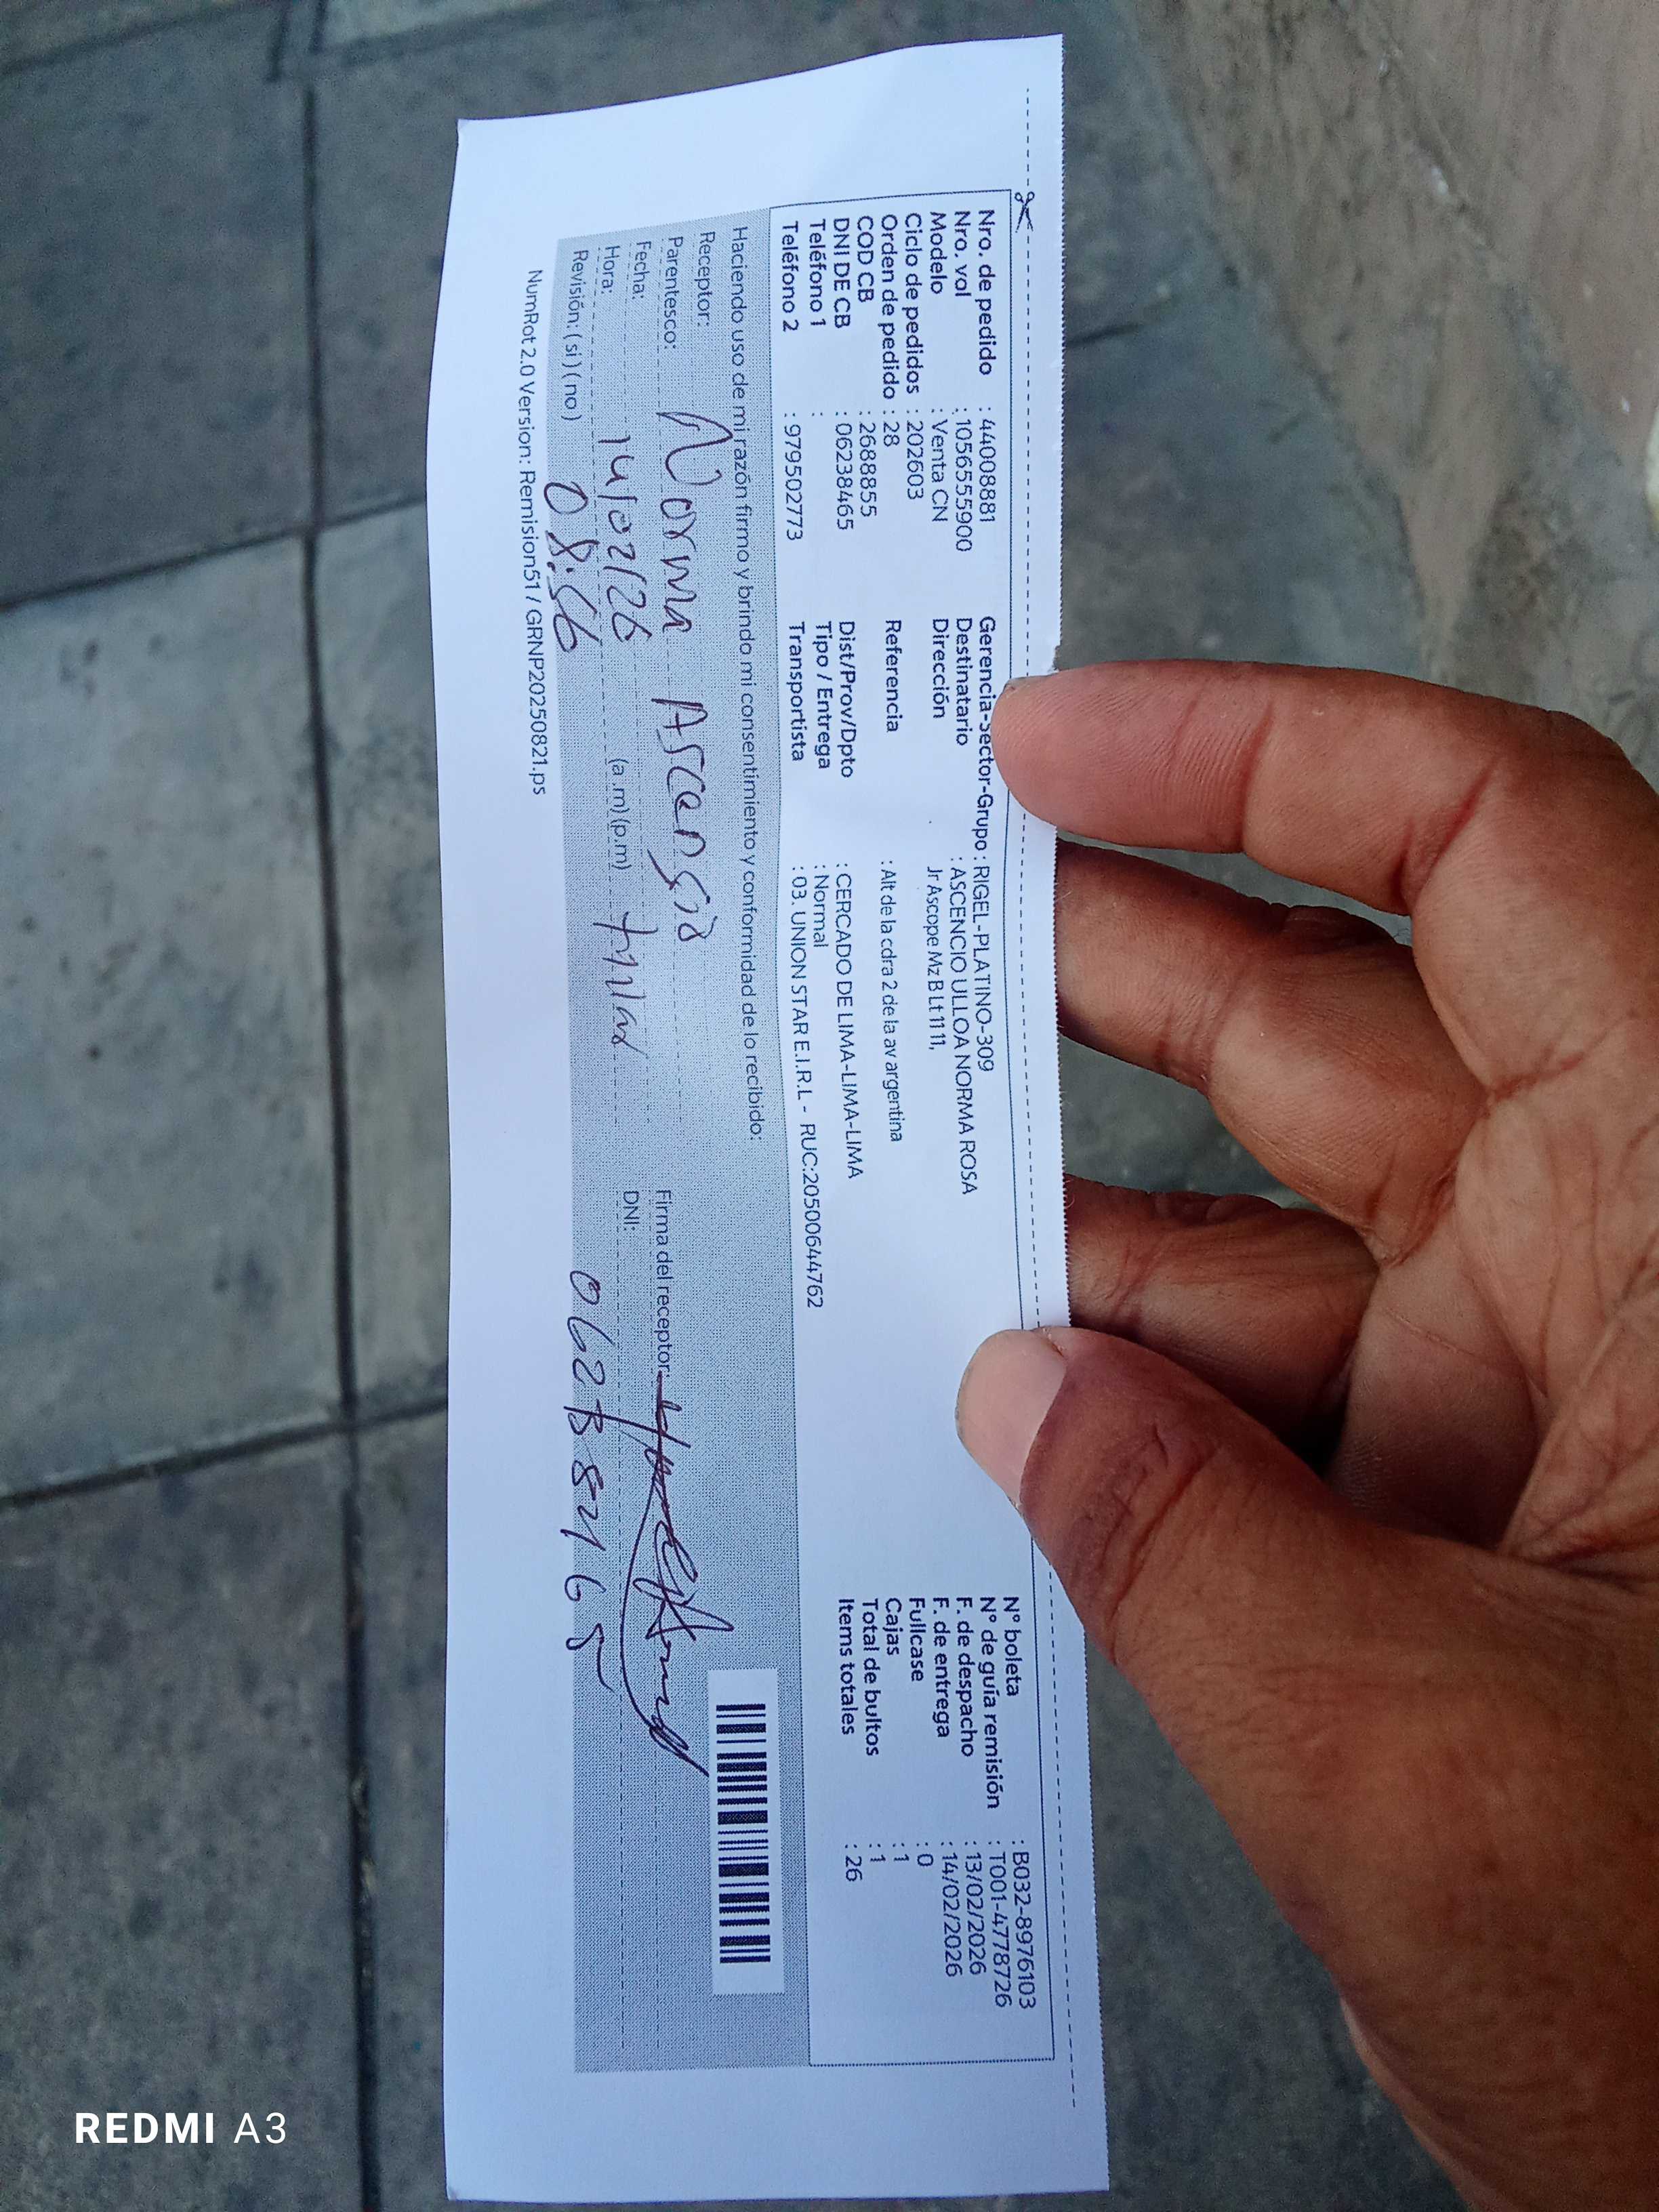 Nro. de pedido : 44008881
Nro. vol : 1056555900
Modelo : Venta CN
Ciclo de pedidos : 202603
Orden de pedido : 28
COD CB : 26888855
DNI DE CB : 06238465
Teléfono 1 :
Teléfono 2 : 979502773
Gerencia-Sector-Grupo : RIGEL-PLATINO-309
Destinatario : ASCENCIO ULLOA NORMA ROSA
Dirección Jr Ascope Mz B Lt 1111,
Referencia : Alt de la cdra 2 de la av argentina
Dist/Prov/Dpto : CERCADO DE LIMA-LIMA-LIMA
Tipo / Entrega : Normal
Transportista : 03. UNION STAR E.I.R.L - RUC:20500644762
N° boleta : B032-8976103
N° de guía remisión : T001-4778726
F. de despacho : 13/02/2026
F. de entrega : 14/02/2026
Fullcase : 0
Cajas : 1
Total de bultos : 1
Items totales : 26
Haciendo uso de mi razón firmo y brindo mi consentimiento y conformidad de lo recibido:
Receptor: Norma
Parentesco:
Fecha: 14/02/26
Hora: 08:56 (a.m) (p.m)
Revisión: ( si ) ( no )
Firma del receptor:
DNI:
NumRot 2.0 Version: Remision51 / GRNP20250821.ps
REDMI A3